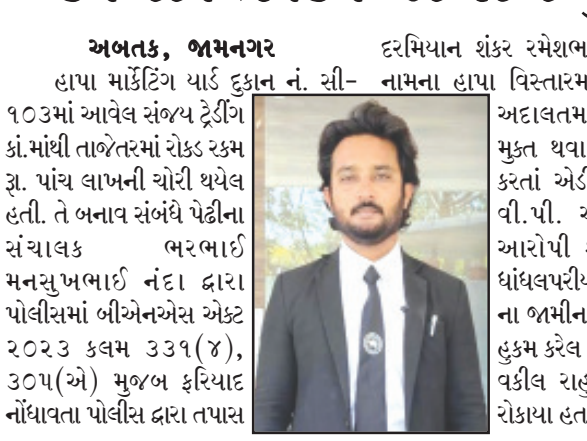 અબતક, જામનગર
હાપા માર્કેટિંગ યાર્ડ દુકાન નં. સી-
૧૦૩માં આવેલ સંજય ટ્રેડીંગ
કાં.માંથી તાજેતરમાં રોકડ રકમ
રૂા. પાંચ લાખની ચોરી થયેલ
હતી. તે બનાવ સંબંધે પેઢીના
સંચાલક ભરભાઈ
મનસુખભાઈ નંદા દ્વારા
પોલીસમાં બીએનએસ એક્ટ
૨૦૨૩ કલમ ૩૩૧(૪),
૩૦૫(એ) મુજબ ફરિયાદ
નોંધાવતા પોલીસ દ્વારા તપાસ
દરમિયાન શંકર રમેશભ
નામના હાપા વિસ્તારમ
અદાલતમ
મુક્ત થવા
કરતાં એડી
વી.પી.
આરોપી
ધાંધલપરીય
ના જામીન
હુકમ કરેલ
વકીલ રાહ
રોકાયા હત